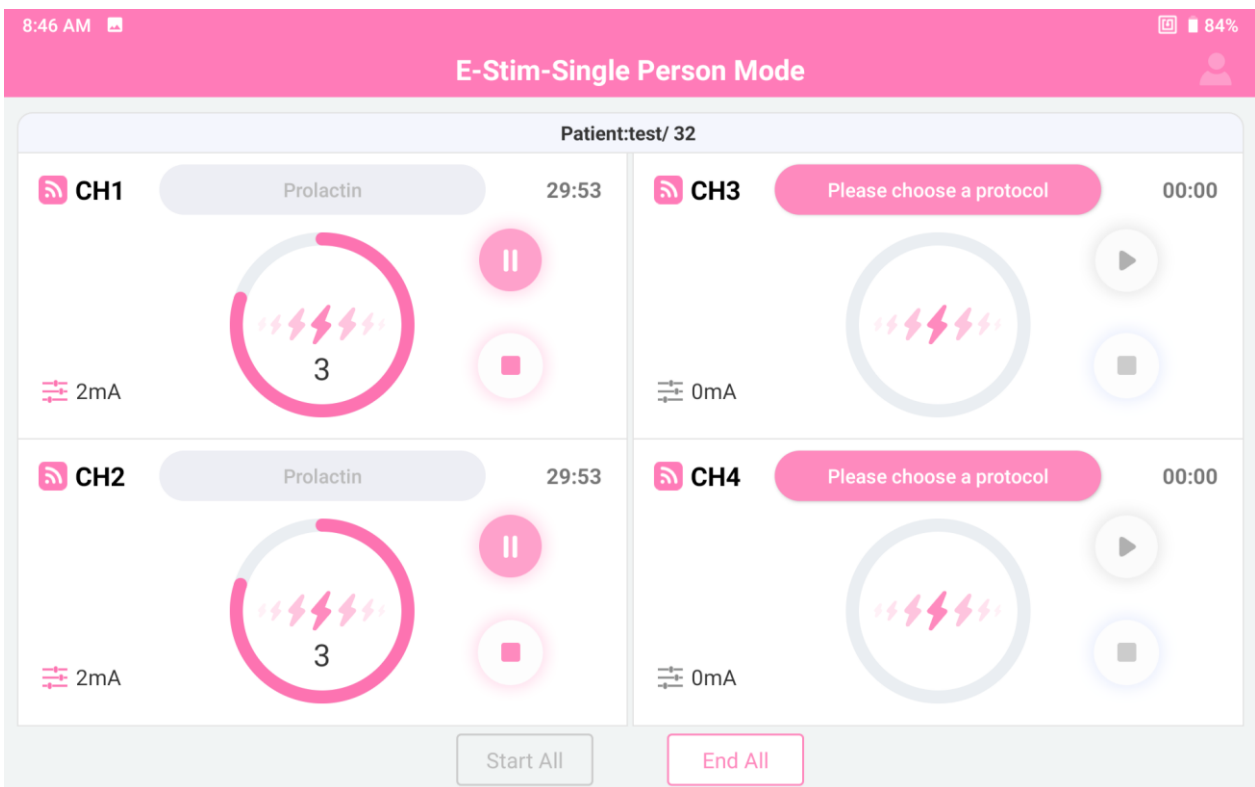 8:46 AM 84%
E-Stim-Single Person Mode
Patient:test/ 32
CH1 Prolactin 29:53
3
2mA
CH3 Please choose a protocol 00:00
0mA
CH2 Prolactin 29:53
3
2mA
CH4 Please choose a protocol 00:00
0mA
Start All End All